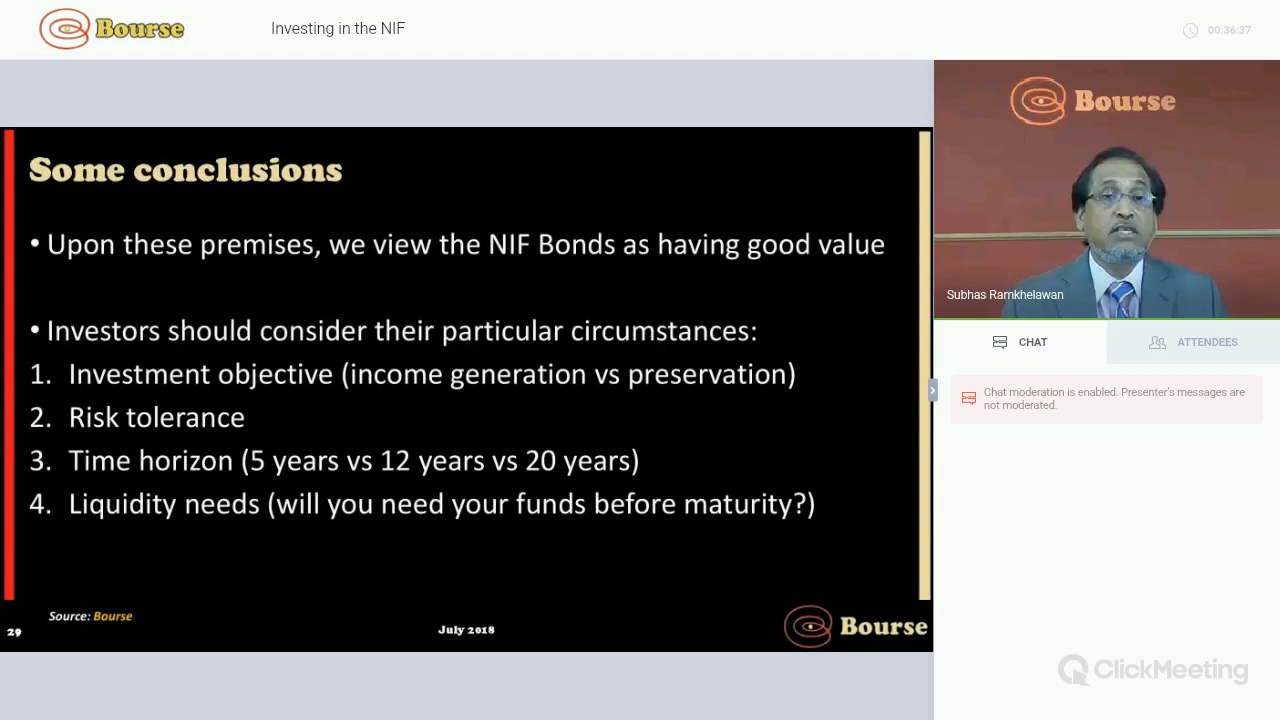 Bourse
Investing in the NIF
00:36:37
Some conclusions
• Upon these premises, we view the NIF Bonds as having good value
• Investors should consider their particular circumstances:
1. Investment objective (income generation vs preservation)
2. Risk tolerance
3. Time horizon (5 years vs 12 years vs 20 years)
4. Liquidity needs (will you need your funds before maturity?)
Source: Bourse
29
July 2018
Bourse
Bourse
Subhas Ramkhelawan
CHAT
ATTENDEES
Chat moderation is enabled. Presenter's messages are
not moderated.
ClickMeeting